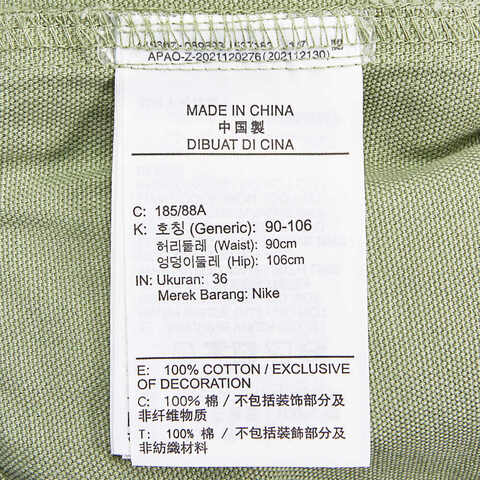 APAO-Z-2021120276(202112130)
MADE IN CHINA
中国製
DIBUAT DI CINA
C: 185/88A
K: 호칭 (Generic): 90-106
허리둘레 (Waist): 90cm
엉덩이둘레 (Hip): 106cm
IN: Ukuran: 36
Merek Barang: Nike
E: 100% COTTON / EXCLUSIVE
OF DECORATION
C: 100% 棉 / 不包括装饰部分及
非纤维物质
T: 100% 棉 / 不包括裝飾部分及
非紡織材料